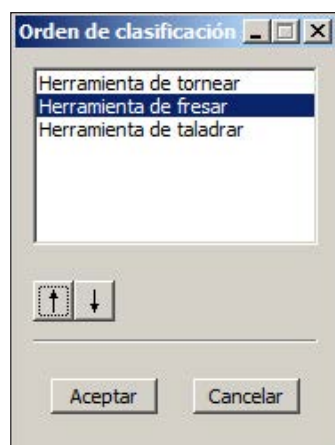 Orden de clasificación
Herramienta de tornear
Herramienta de fresar
Herramienta de taladrar
Aceptar
Cancelar